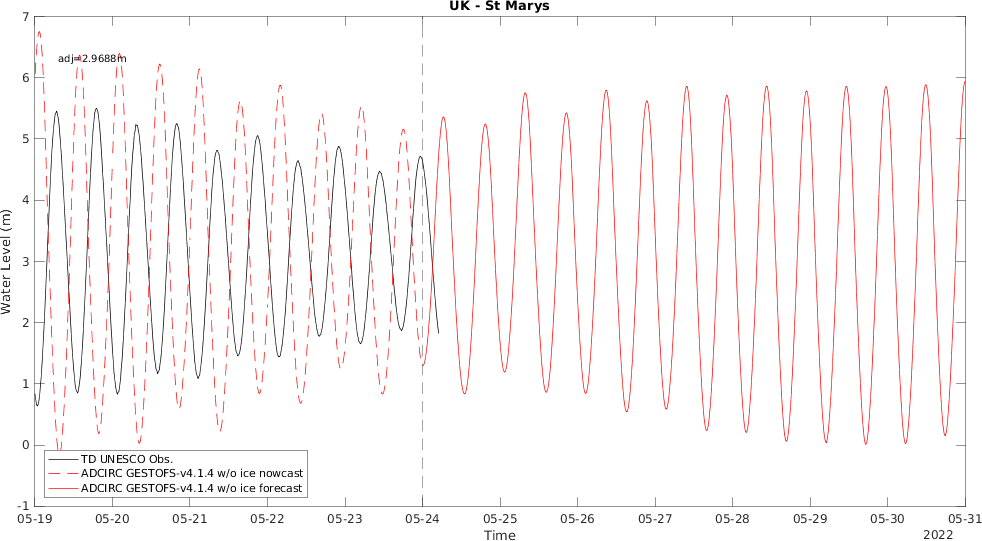 UK - St Marys
7
adj=2.9688m
6
5
4
3
2
1
0
-1
Water Level (m)
TD UNESCO Obs.
ADCIRC GESTOFS-v4.1.4 w/o ice nowcast
ADCIRC GESTOFS-v4.1.4 w/o ice forecast
05-19 05-20 05-21 05-22 05-23 05-24 05-25 05-26 05-27 05-28 05-29 05-30 05-31
Time
2022